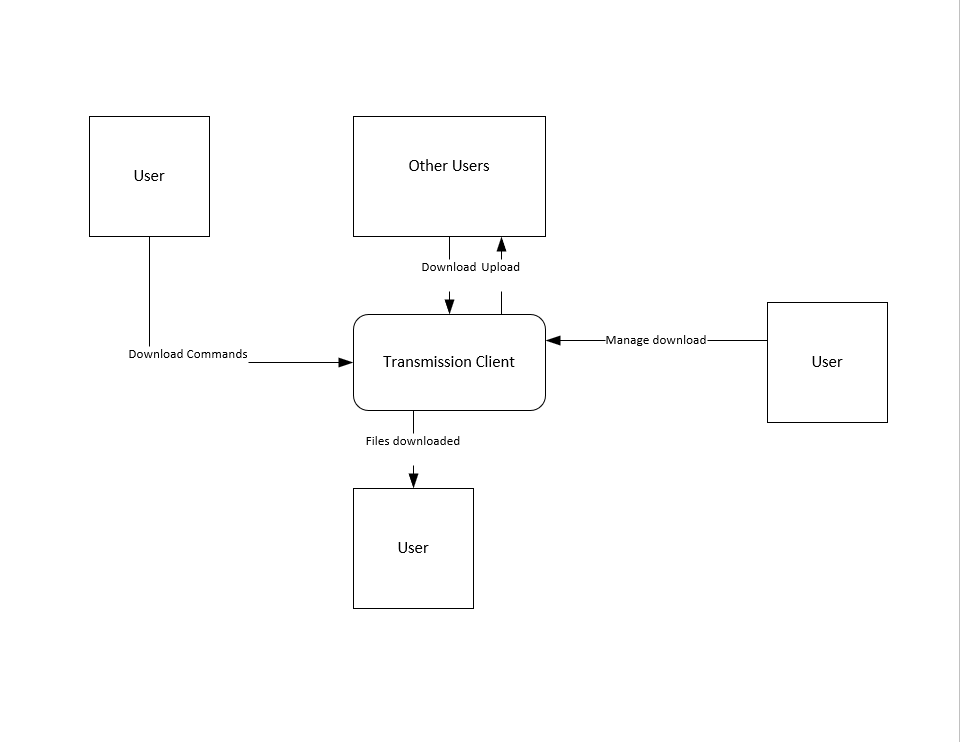 User
Other Users
Download
Upload
Download Commands
Transmission Client
Manage download
User
Files downloaded
User